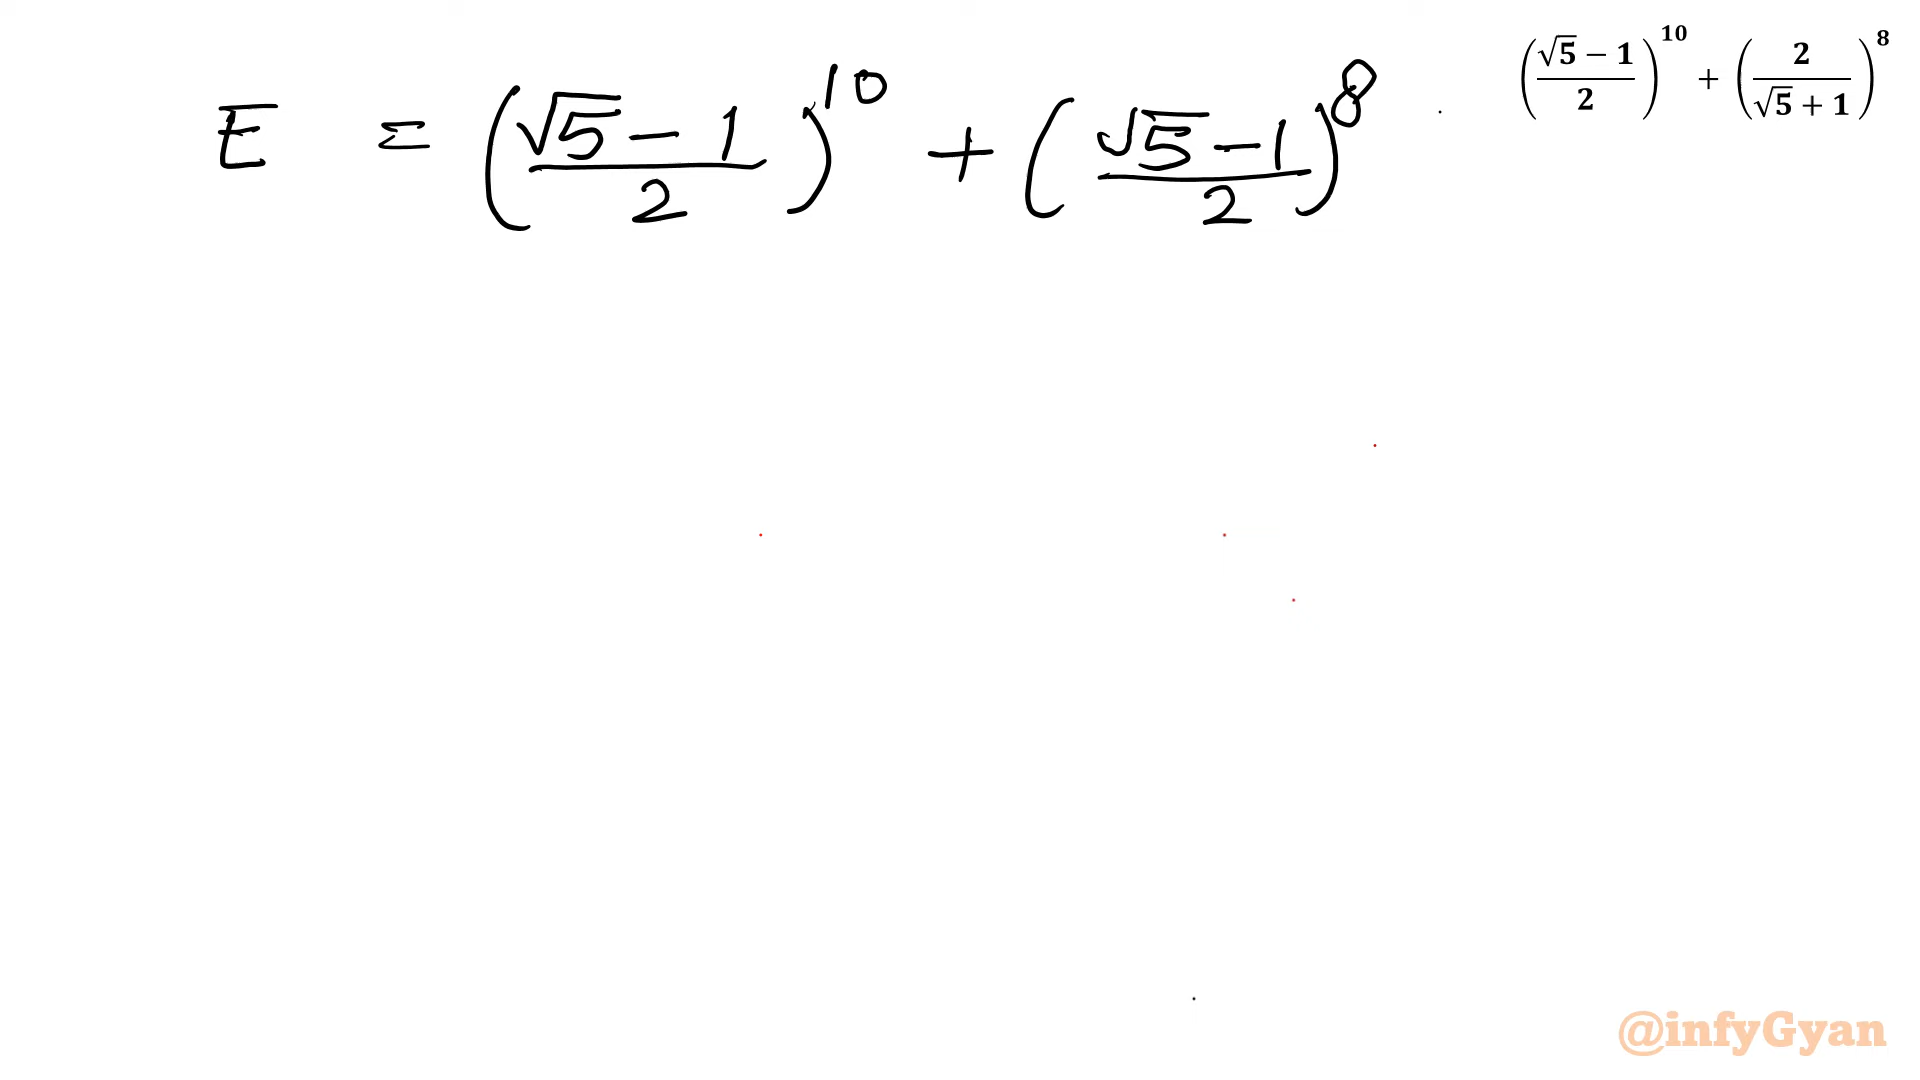 E = (√5 - 1 / 2)^10 + (√5 - 1 / 2)^8
(√5 − 1 / 2)^10 + (2 / √5 + 1)^8
@infyGyan